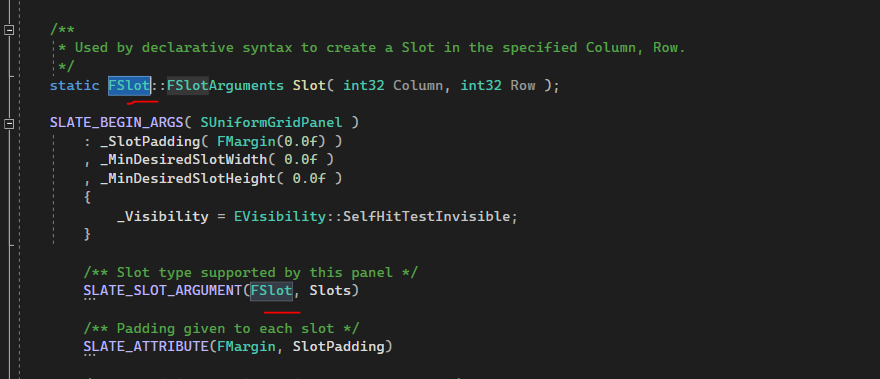 /**
* Used by declarative syntax to create a Slot in the specified Column, Row.
*/
static FSlot::FSlotArguments Slot( int32 Column, int32 Row );
SLATE_BEGIN_ARGS( SUniformGridPanel )
: _SlotPadding( FMargin(0.0f) )
, _MinDesiredSlotWidth( 0.0f )
, _MinDesiredSlotHeight( 0.0f )
{
_Visibility = EVisibility::SelfHitTestInvisible;
}
/** Slot type supported by this panel */
SLATE_SLOT_ARGUMENT(FSlot, Slots)
/** Padding given to each slot */
SLATE_ATTRIBUTE(FMargin, SlotPadding)